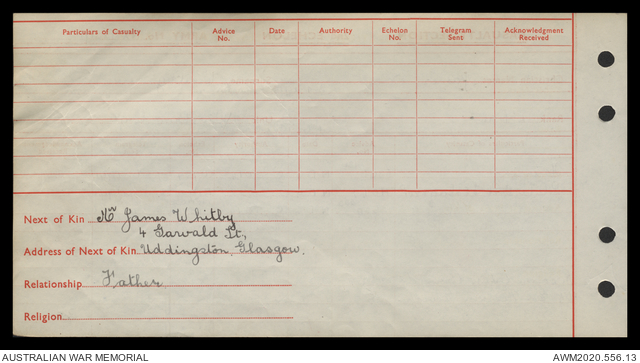 Particulars of Casualty Advice No. Date Authority Echelon No. Telegram Sent Acknowledgment Received
Next of Kin Mr James Whitby
4 Garvald St,
Address of Next of Kin Uddingston, Glasgow.
Relationship Father
Religion
AUSTRALIAN WAR MEMORIAL AWM2020.556.13